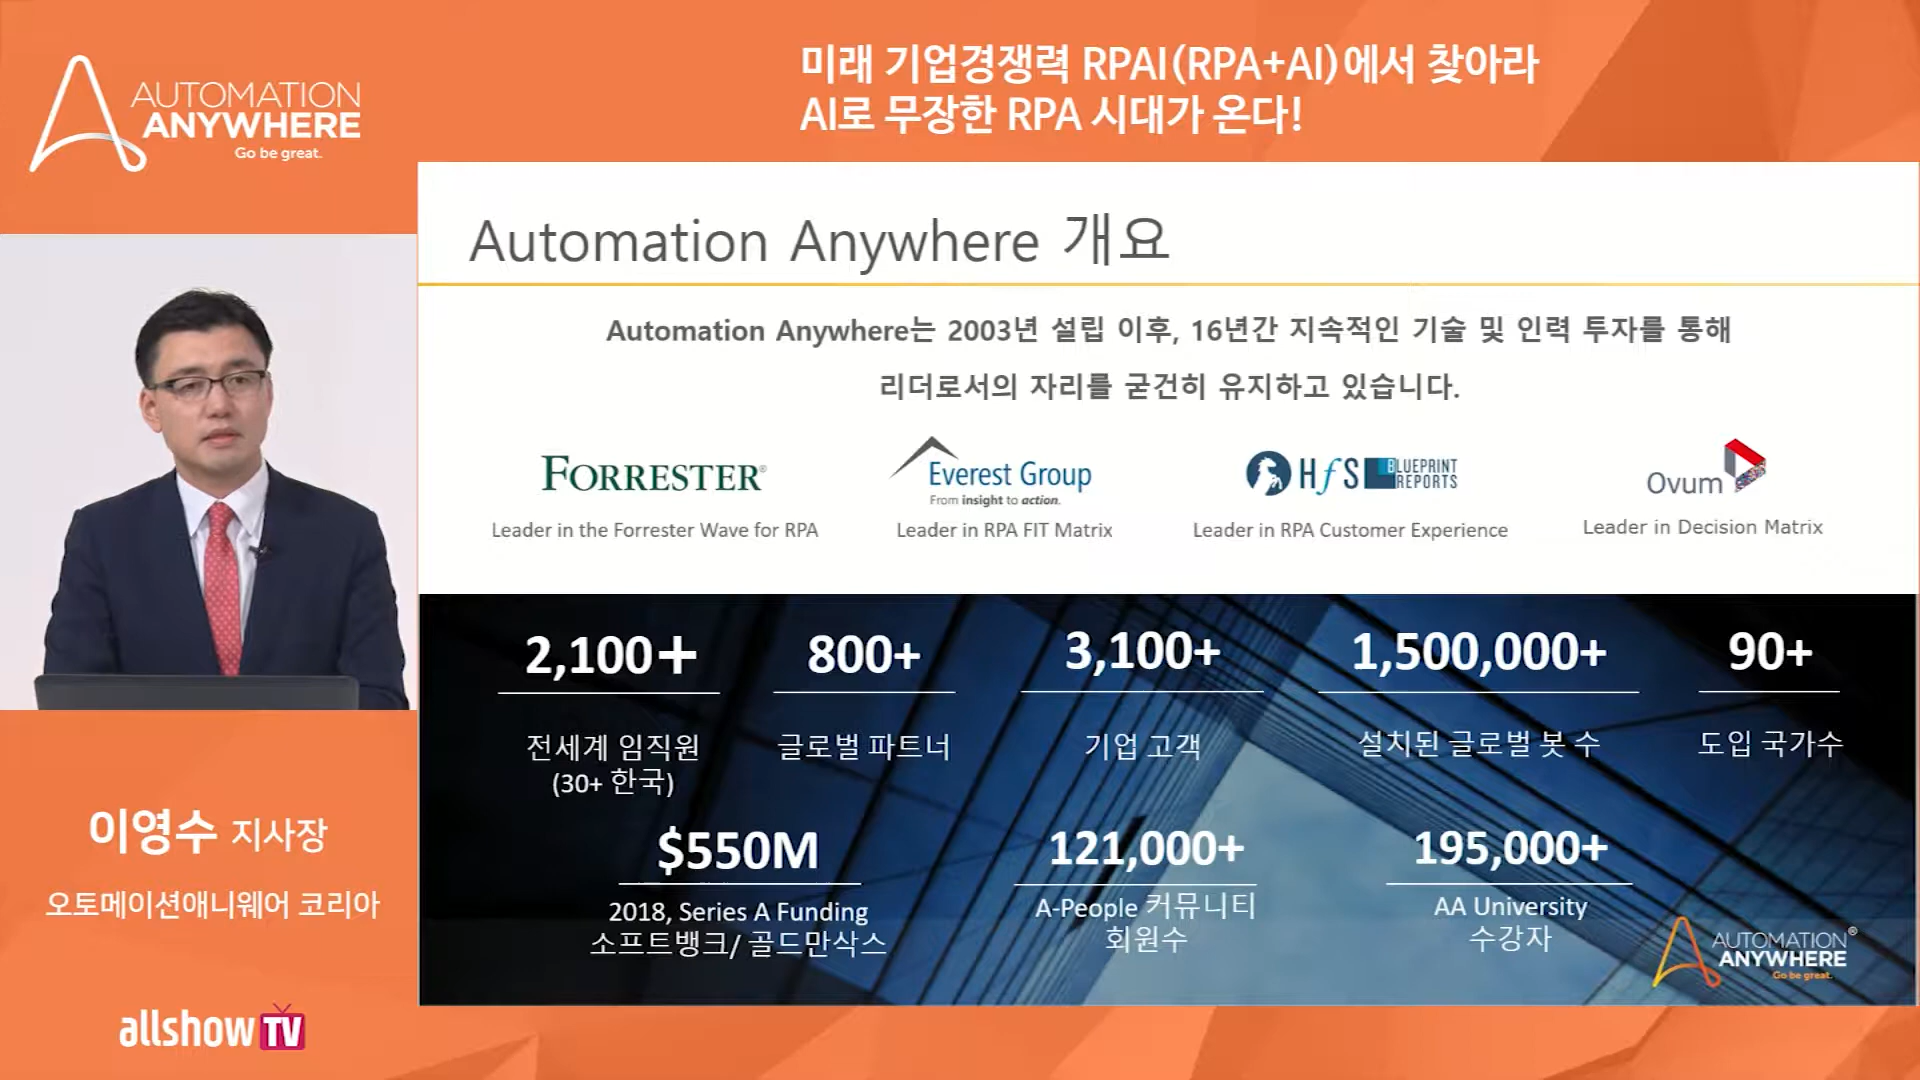 AUTOMATION
ANYWHERE
Go be great.
미래 기업경쟁력 RPAI(RPA+AI)에서 찾아라
AI로 무장한 RPA 시대가 온다!
Automation Anywhere 개요
Automation Anywhere는 2003년 설립 이후, 16년간 지속적인 기술 및 인력 투자를 통해
리더로서의 자리를 굳건히 유지하고 있습니다.
FORRESTER®
Leader in the Forrester Wave for RPA
Everest Group
From insight to action.
Leader in RPA FIT Matrix
HfS BLUEPRINT
REPORTS
Leader in RPA Customer Experience
Ovum
Leader in Decision Matrix
2,100+
전세계 임직원
(30+ 한국)
800+
글로벌 파트너
3,100+
기업 고객
1,500,000+
설치된 글로벌 봇 수
90+
도입 국가수
$550M
2018, Series A Funding
소프트뱅크/ 골드만삭스
121,000+
A-People 커뮤니티
회원수
195,000+
AA University
수강자
AUTOMATION®
ANYWHERE
Go be great.
이영수 지사장
오토메이션애니웨어 코리아
allshow TV